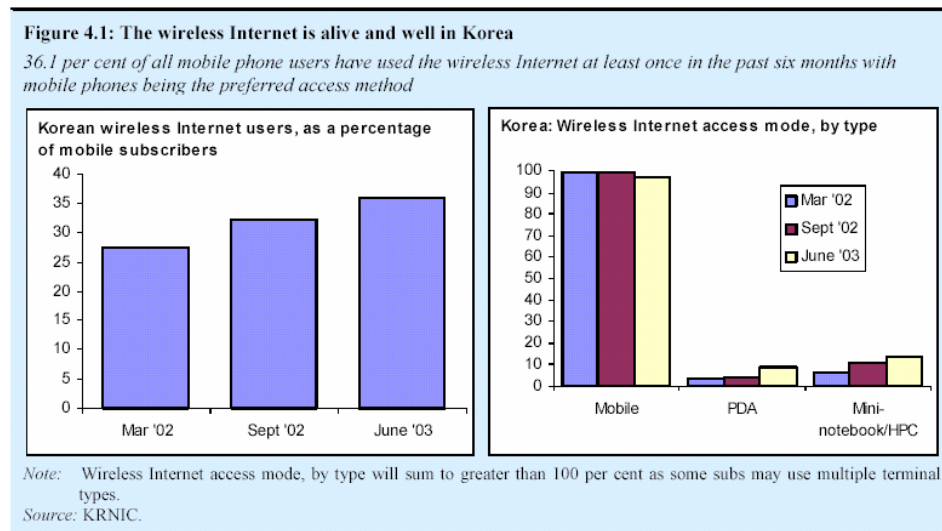 Figure 4.1: The wireless Internet is alive and well in Korea
36.1 per cent of all mobile phone users have used the wireless Internet at least once in the past six months with
mobile phones being the preferred access method
Korean wireless Internet users, as a percentage
of mobile subscribers
40
35
30
25
20
15
10
5
0
Mar '02
Sept '02
June '03
Korea: Wireless Internet access mode, by type
100
90
80
70
60
50
40
30
20
10
0
Mar '02
Sept '02
June '03
Mobile
PDA
Mini-
notebook/HPC
Note: Wireless Internet access mode, by type will sum to greater than 100 per cent as some subs may use multiple terminal
types.
Source: KRNIC.